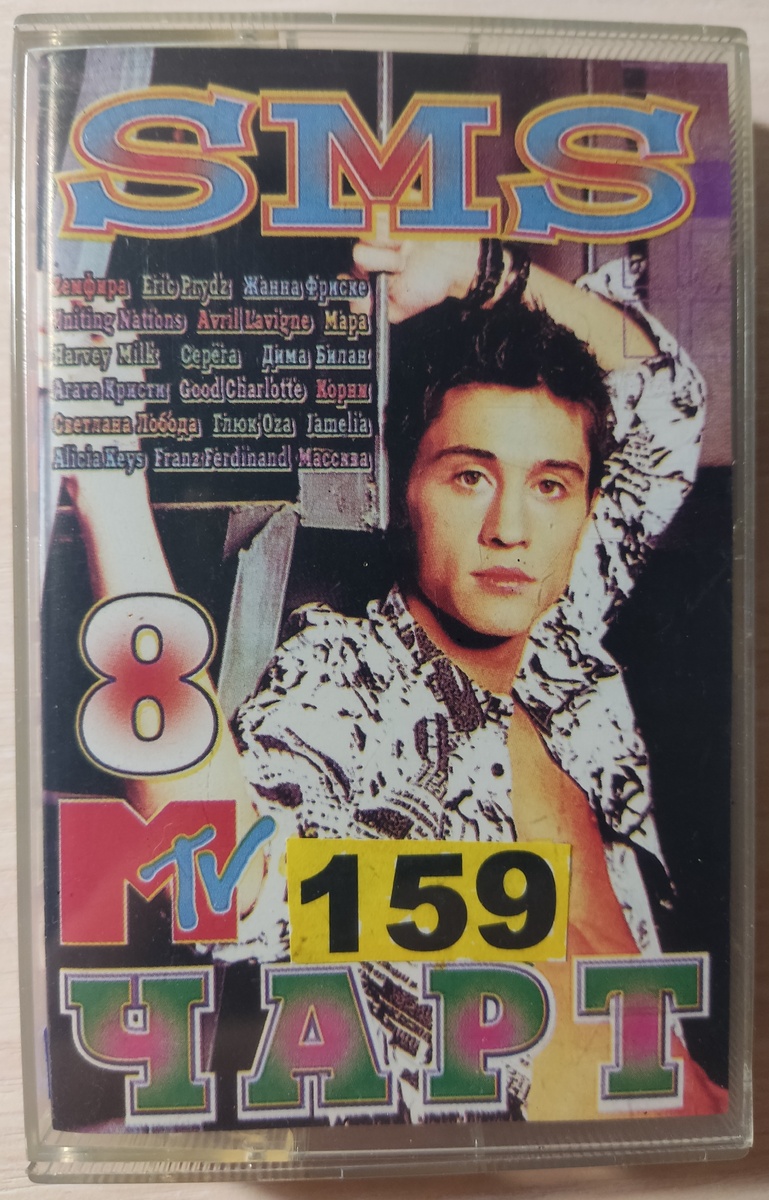 SMS
Земфира Eric Prydz Жанна Фриске
Uniting Nations Avril Lavigne Мара
Harvey Milk Серёга Дима Билан
Агата Кристи Good Charlotte Корни
Светлана Лобода Глюк'Oza Jamelia
Alicia Keys Franz Ferdinand Массква
8
MTV
159
ЧАРТ